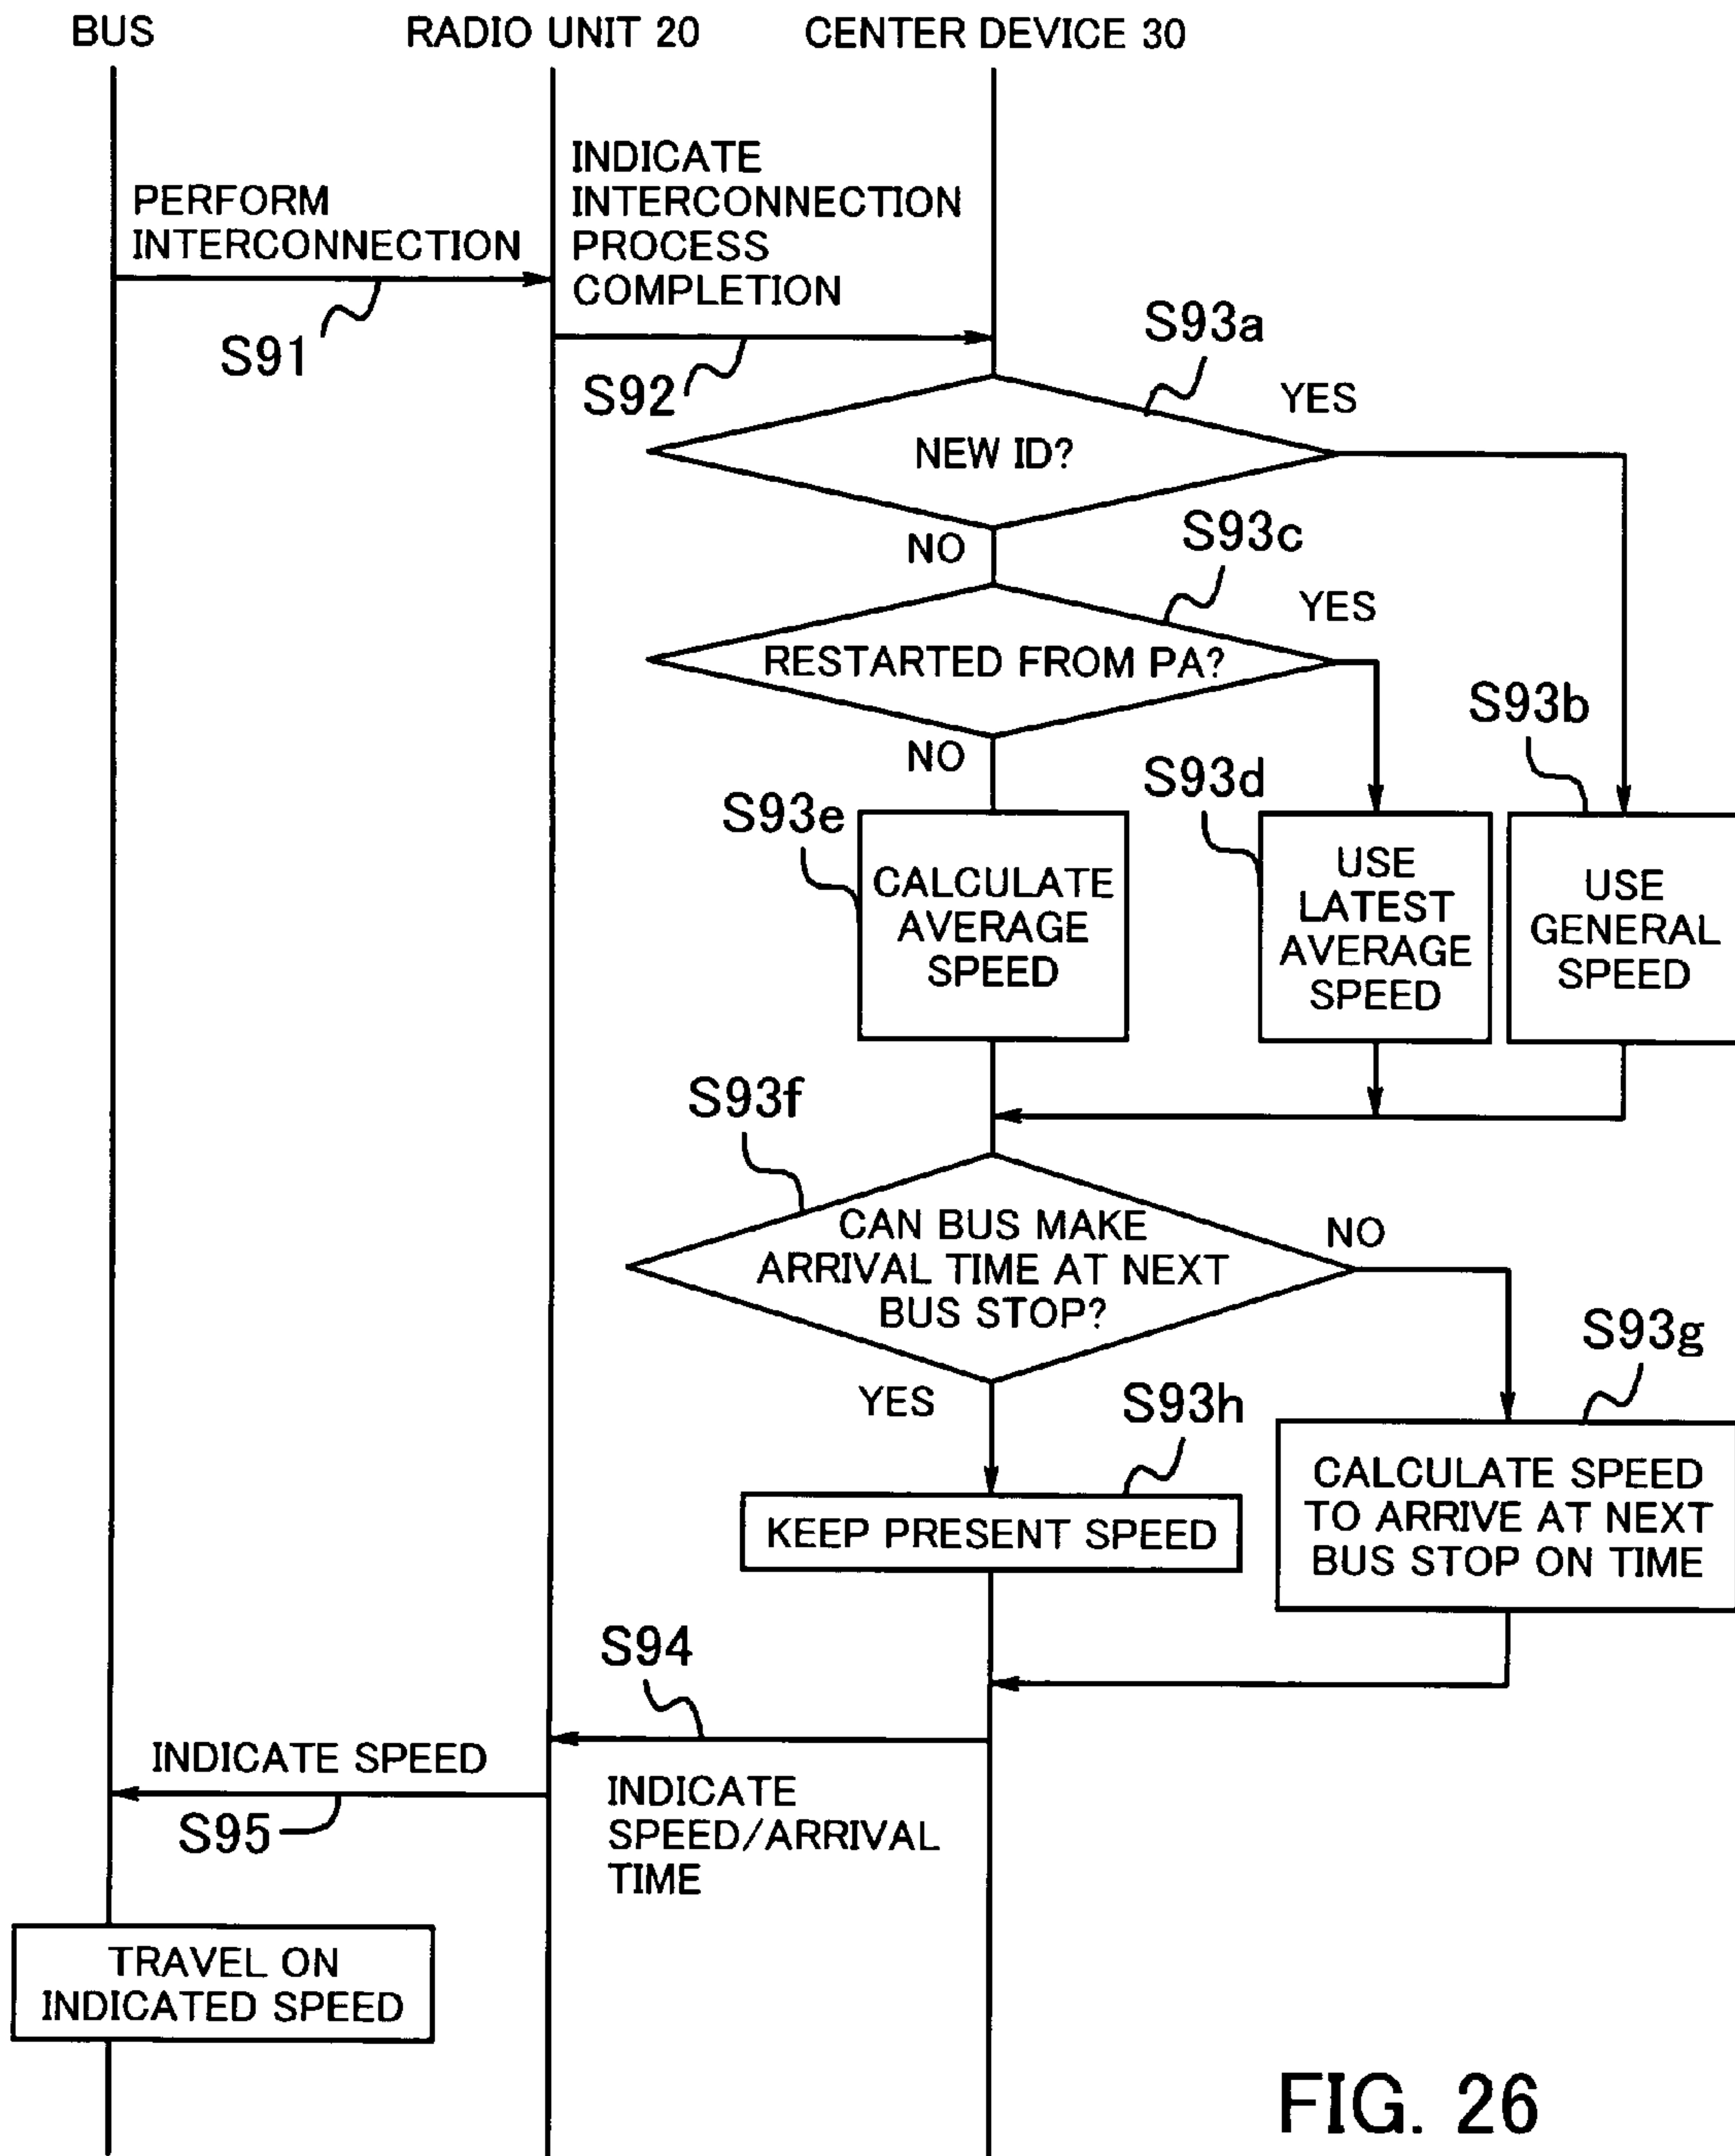 BUS
RADIO UNIT 20
CENTER DEVICE 30
INDICATE
INTERCONNECTION
PROCESS
COMPLETION
PERFORM
INTERCONNECTION
S91
S92
S93a
YES
NEW ID?
NO
S93c
YES
RESTARTED FROM PA?
NO
S93b
S93d
S93e
CALCULATE
AVERAGE
SPEED
USE
LATEST
AVERAGE
SPEED
USE
GENERAL
SPEED
S93f
CAN BUS MAKE
ARRIVAL TIME AT NEXT
BUS STOP?
NO
YES
S93g
S93h
KEEP PRESENT SPEED
CALCULATE SPEED
TO ARRIVE AT NEXT
BUS STOP ON TIME
S94
INDICATE SPEED
S95
INDICATE
SPEED/ARRIVAL
TIME
TRAVEL ON
INDICATED SPEED
FIG. 26